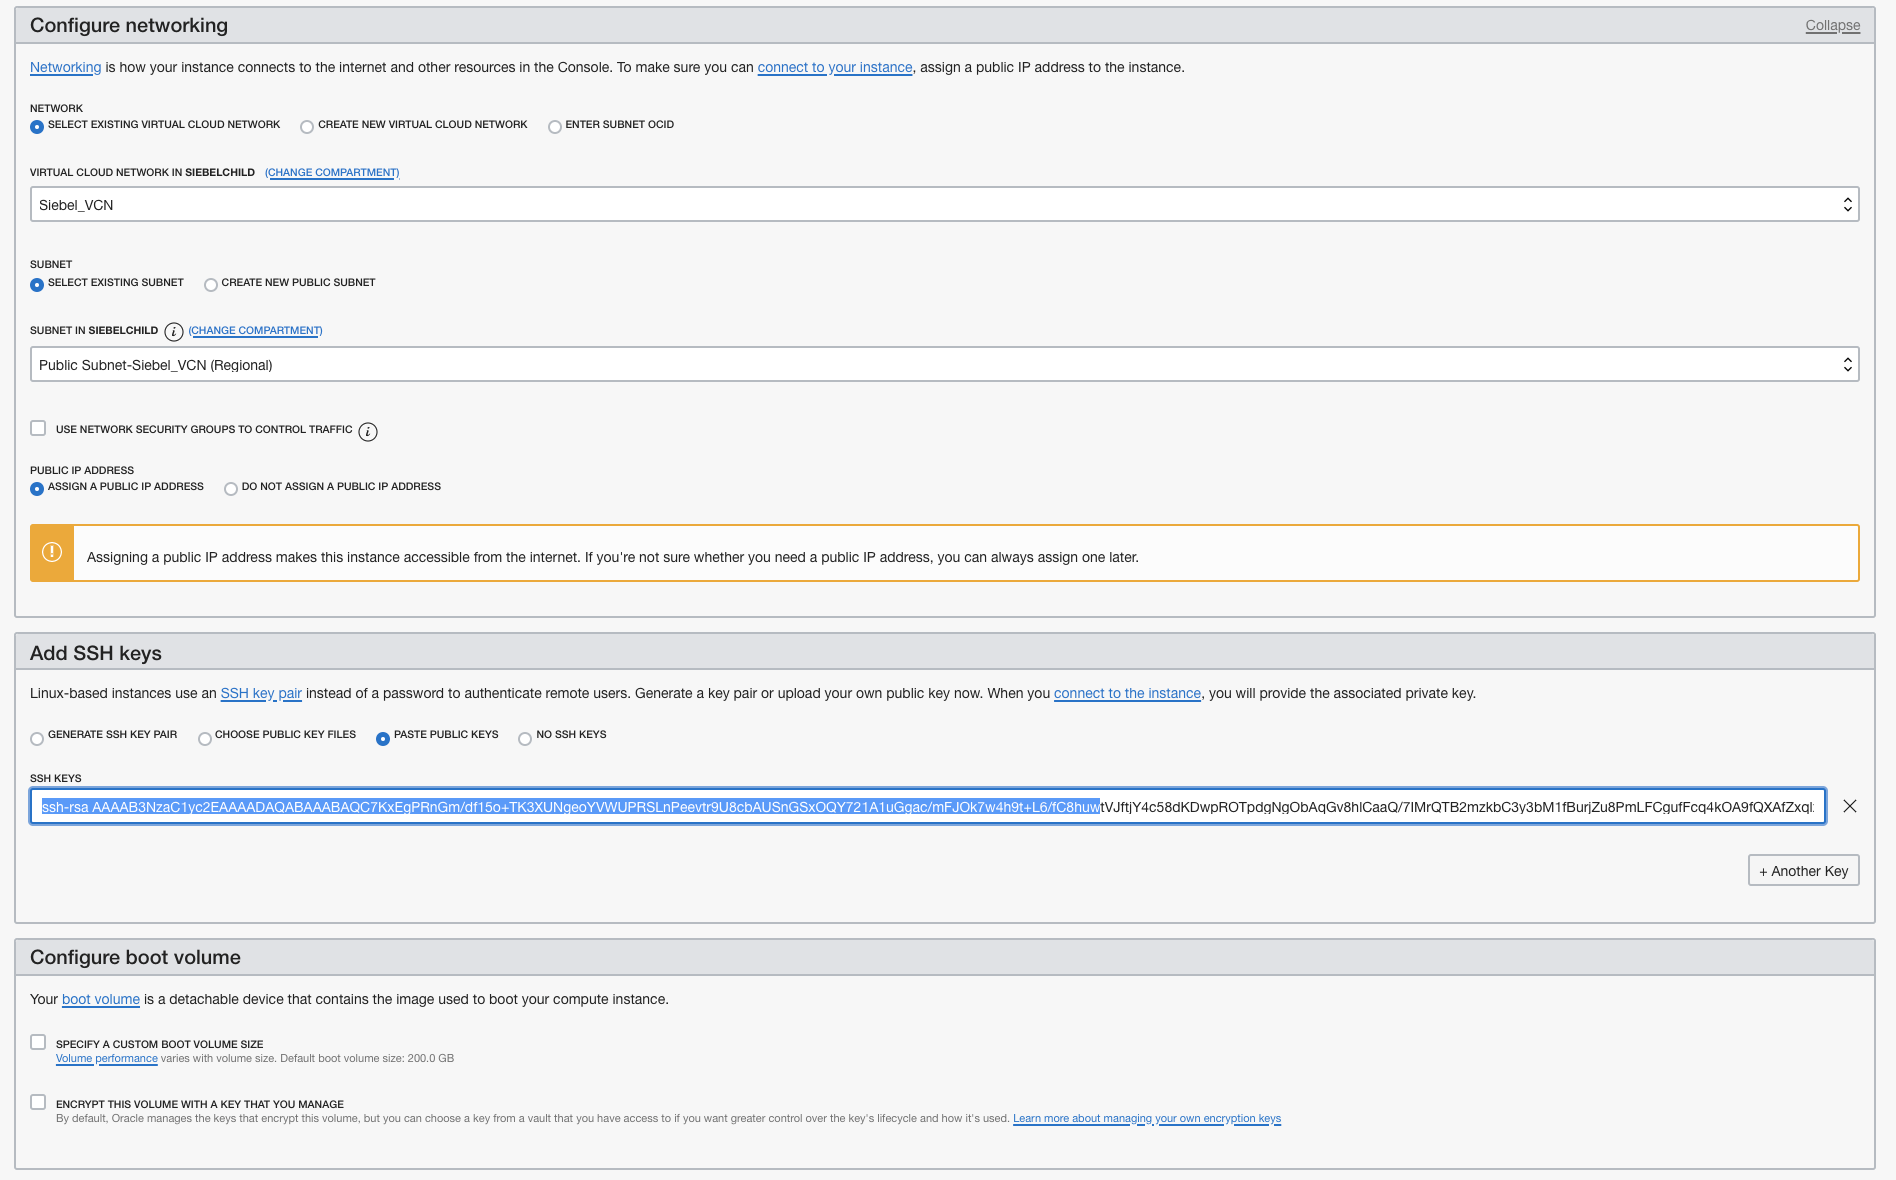 Configure networking
Collapse
Networking is how your instance connects to the internet and other resources in the Console. To make sure you can connect to your instance, assign a public IP address to the instance.
NETWORK
SELECT EXISTING VIRTUAL CLOUD NETWORK CREATE NEW VIRTUAL CLOUD NETWORK ENTER SUBNET OCID
VIRTUAL CLOUD NETWORK IN SIEBELCHILD (CHANGE COMPARTMENT)
Siebel_VCN
SUBNET
SELECT EXISTING SUBNET CREATE NEW PUBLIC SUBNET
SUBNET IN SIEBELCHILD i (CHANGE COMPARTMENT)
Public Subnet-Siebel_VCN (Regional)
USE NETWORK SECURITY GROUPS TO CONTROL TRAFFIC i
PUBLIC IP ADDRESS
ASSIGN A PUBLIC IP ADDRESS DO NOT ASSIGN A PUBLIC IP ADDRESS
Assigning a public IP address makes this instance accessible from the internet. If you're not sure whether you need a public IP address, you can always assign one later.
Add SSH keys
Linux-based instances use an SSH key pair instead of a password to authenticate remote users. Generate a key pair or upload your own public key now. When you connect to the instance, you will provide the associated private key.
GENERATE SSH KEY PAIR CHOOSE PUBLIC KEY FILES PASTE PUBLIC KEYS NO SSH KEYS
SSH KEYS
ssh-rsa
+ Another Key
Configure boot volume
Your boot volume is a detachable device that contains the image used to boot your compute instance.
SPECIFY A CUSTOM BOOT VOLUME SIZE
Volume performance varies with volume size. Default boot volume size: 200.0 GB
ENCRYPT THIS VOLUME WITH A KEY THAT YOU MANAGE
By default, Oracle manages the keys that encrypt this volume, but you can choose a key from a vault that you have access to if you want greater control over the key's lifecycle and how it's used. Learn more about managing your own encryption keys